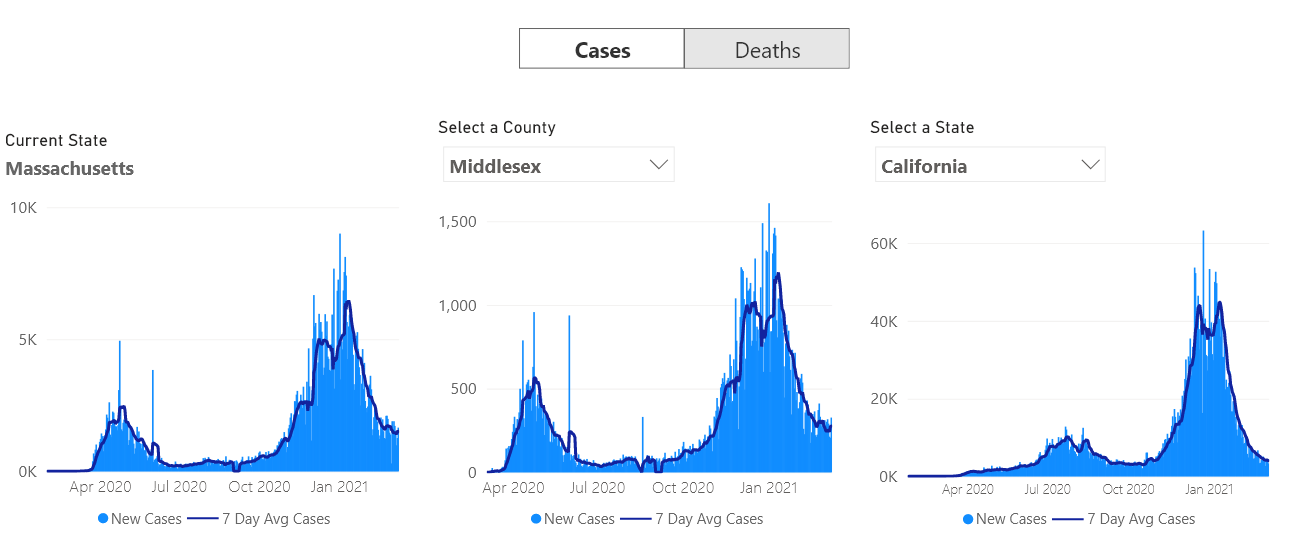 Cases Deaths
Current State
Massachusetts
10K
5K
0K
Apr 2020 Jul 2020 Oct 2020 Jan 2021
New Cases 7 Day Avg Cases
Select a County
Middlesex
1,500
1,000
500
0
Apr 2020 Jul 2020 Oct 2020 Jan 2021
New Cases 7 Day Avg Cases
Select a State
California
60K
40K
20K
0K
Apr 2020 Jul 2020 Oct 2020 Jan 2021
New Cases 7 Day Avg Cases